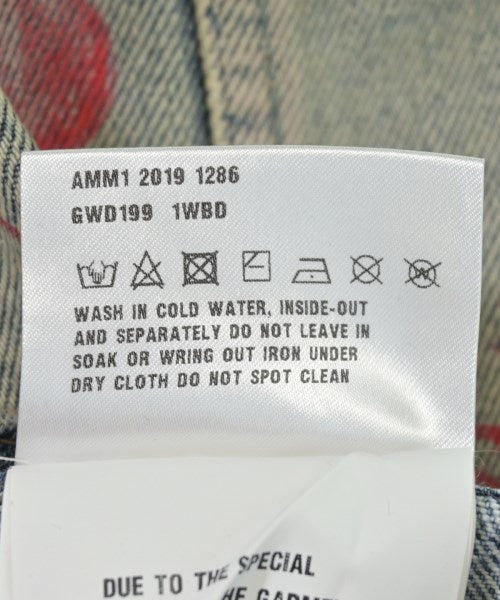 AMM1 2019 1286
GWD199 1WBD
WASH IN COLD WATER, INSIDE-OUT
AND SEPARATELY DO NOT LEAVE IN
SOAK OR WRING OUT IRON UNDER
DRY CLOTH DO NOT SPOT CLEAN
DUE TO THE SPECIAL